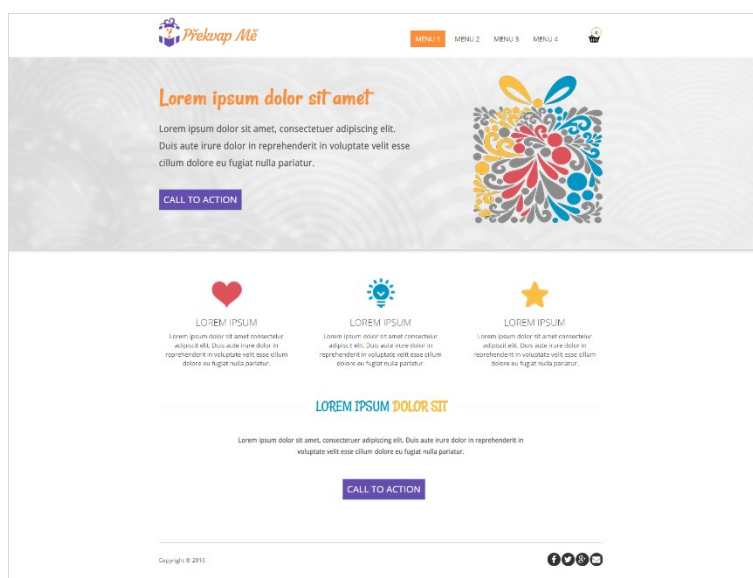 Překvap Mě
MENU 1 MENU 2 MENU 3 MENU 4
0
Lorem ipsum dolor sit amet
Lorem ipsum dolor sit amet, consectetuer adipiscing elit.
Duis aute irure dolor in reprehenderit in voluptate velit esse
cillum dolore eu fugiat nulla pariatur.
CALL TO ACTION
LOREM IPSUM
Lorem ipsum dolor sit amet consectetur
adipiscit elit. Duis aute irure dolor in
reprehenderit in voluptate velit esse cillum
dolore eu fugiat nulla pariatur.
LOREM IPSUM
Lorem ipsum dolor sit amet consectetur
adipiscit elit. Duis aute irure dolor in
reprehenderit in voluptate velit esse cillum
dolore eu fugiat nulla pariatur.
LOREM IPSUM
Lorem ipsum dolor sit amet consectetur
adipiscit elit. Duis aute irure dolor in
reprehenderit in voluptate velit esse cillum
dolore eu fugiat nulla pariatur.
LOREM IPSUM DOLOR SIT
Lorem ipsum dolor sit amet, consectetuer adipiscing elit. Duis aute irure dolor in reprehenderit in
voluptate velit esse cillum dolore eu fugiat nulla pariatur.
CALL TO ACTION
Copyright © 2016